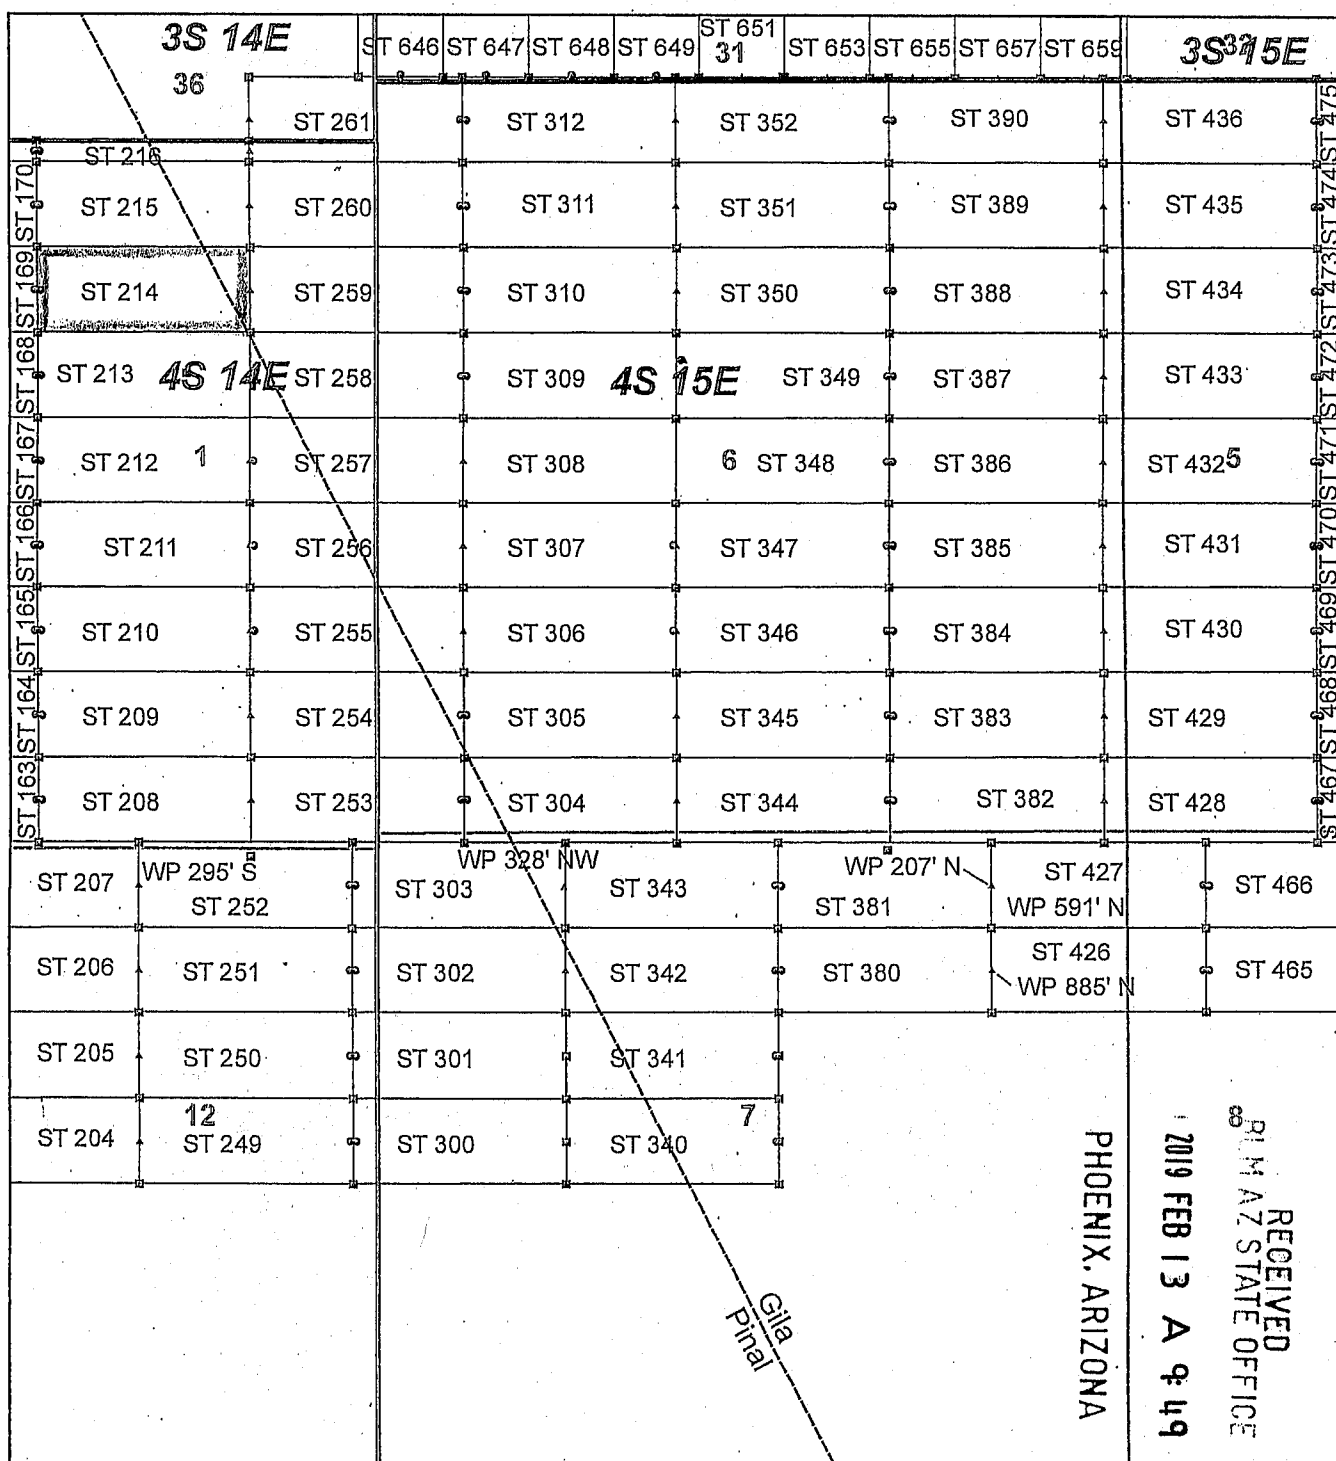 3S 14E
ST 646 ST 647 ST 648 ST 649 ST 651 ST 653 ST 655 ST 657 ST 659
31
3S 15E
32
36
ST 261 ST 312 ST 352 ST 390 ST 436 ST 475
ST 216
ST 170 ST 215 ST 260 ST 311 ST 351 ST 389 ST 435 ST 474
ST 169 ST 214 ST 259 ST 310 ST 350 ST 388 ST 434 ST 473
ST 168 ST 213 4S 14E ST 258 ST 309 4S 15E ST 349 ST 387 ST 433 ST 472
ST 167 ST 212 1 ST 257 ST 308 6 ST 348 ST 386 ST 432 5 ST 471
ST 166 ST 211 ST 256 ST 307 ST 347 ST 385 ST 431 ST 470
ST 165 ST 210 ST 255 ST 306 ST 346 ST 384 ST 430 ST 469
ST 164 ST 209 ST 254 ST 305 ST 345 ST 383 ST 429 ST 468
ST 163 ST 208 ST 253 ST 304 ST 344 ST 382 ST 428 ST 467
WP 295' S WP 328' NW WP 207' N ST 427
ST 207 ST 303 ST 343 ST 466
ST 252 ST 381 WP 591' N
ST 426
ST 206 ST 251 ST 302 ST 342 ST 380 ST 465
WP 885' N
ST 205 ST 250 ST 301 ST 341
12 7 8
ST 204 ST 249 ST 300 ST 340
Gila
Pinal
RECEIVED
BLM AZ STATE OFFICE
2019 FEB 13 A 9:49
PHOENIX, ARIZONA